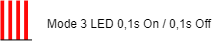 Mode 3 LED 0,1s On / 0,1s Off